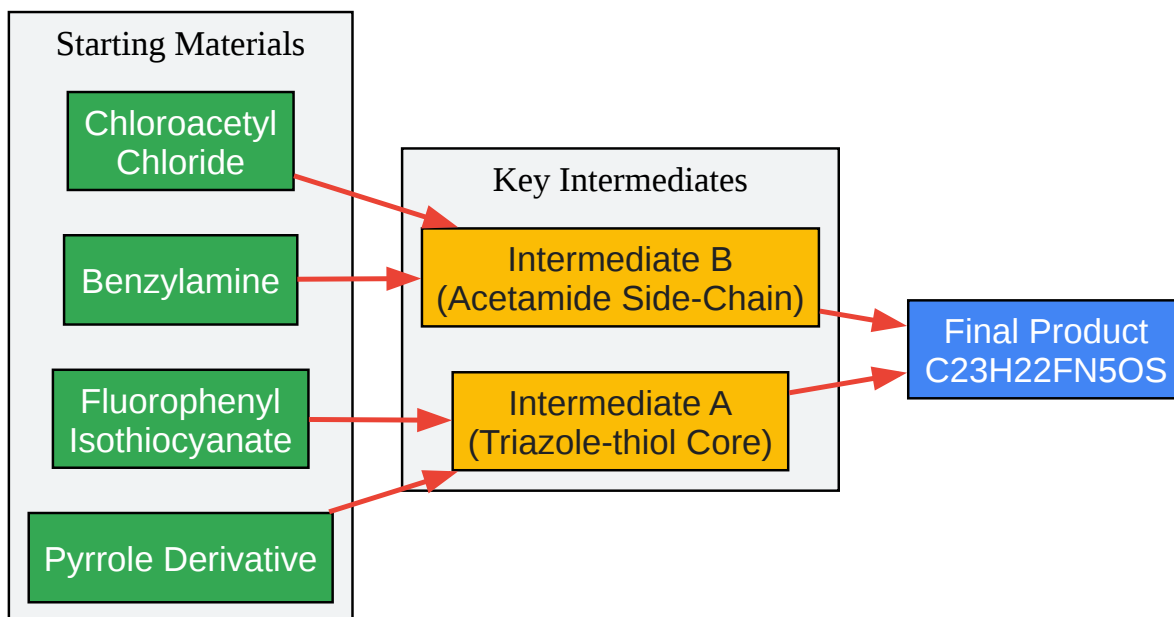 Starting Materials
Chloroacetyl
Chloride
Benzylamine
Fluorophenyl
Isothiocyanate
Pyrrole Derivative
Key Intermediates
Intermediate B
(Acetamide Side-Chain)
Intermediate A
(Triazole-thiol Core)
Final Product
C23H22FN5OS